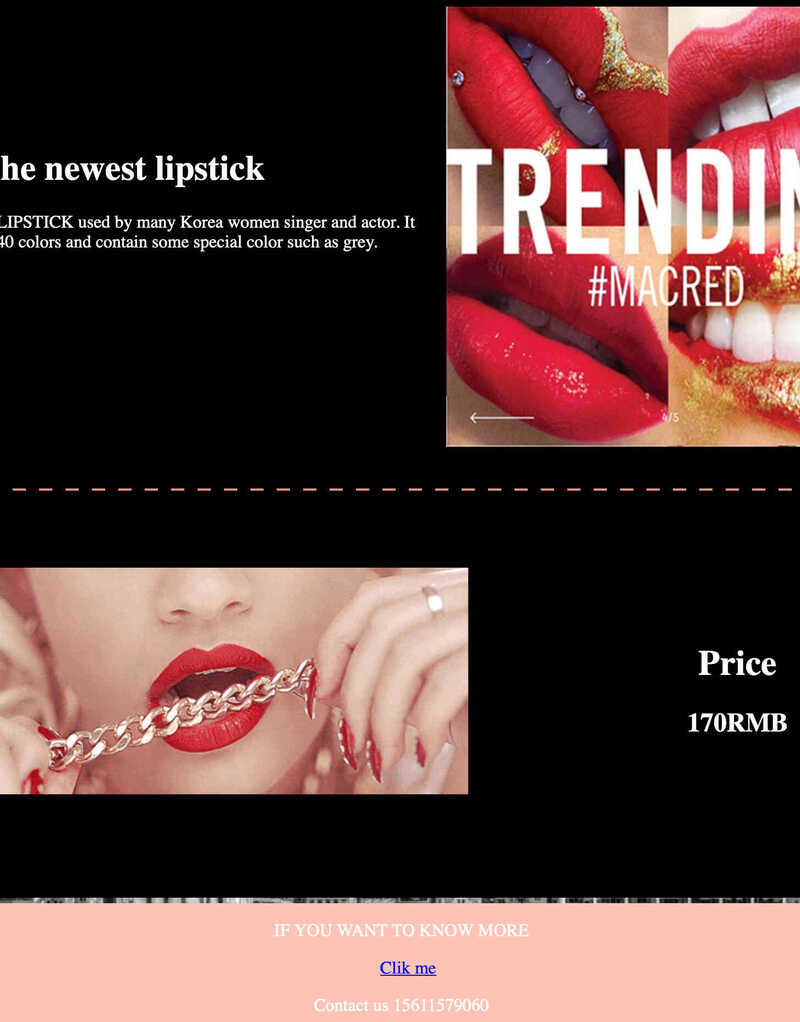 he newest lipstick
LIPSTICK used by many Korea women singer and actor. It
40 colors and contain some special color such as grey.
TRENDIN
#MACRED
4/5
Price
170RMB
IF YOU WANT TO KNOW MORE
Clik me
Contact us 15611579060